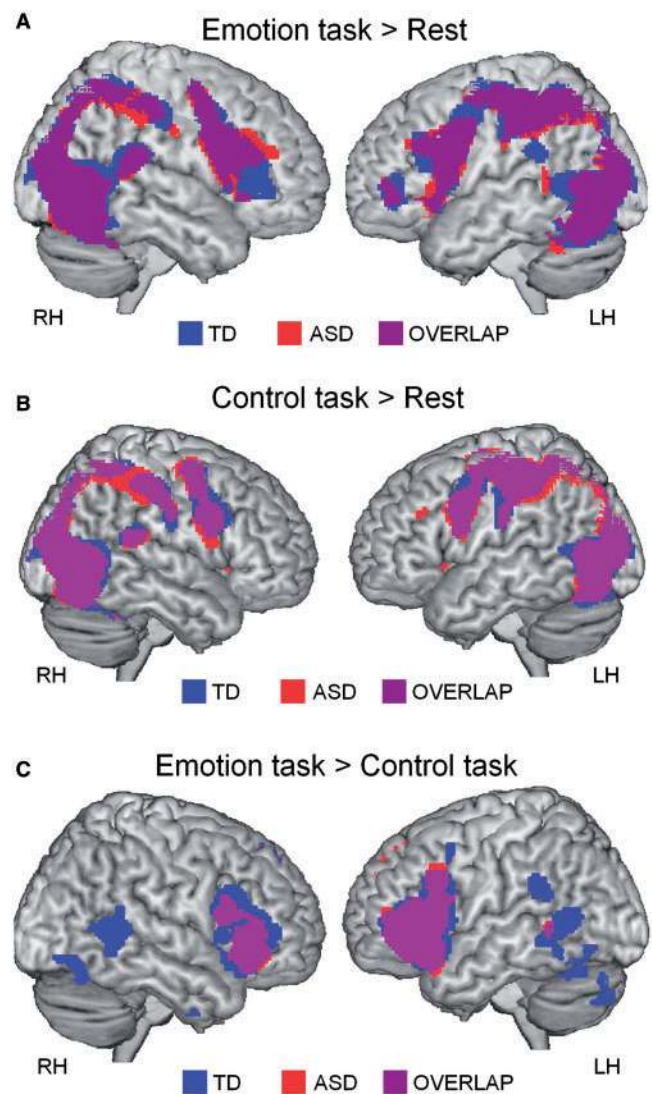 A
Emotion task > Rest
RH
LH
TD ASD OVERLAP
B
Control task > Rest
RH
LH
TD ASD OVERLAP
C
Emotion task > Control task
RH
LH
TD ASD OVERLAP